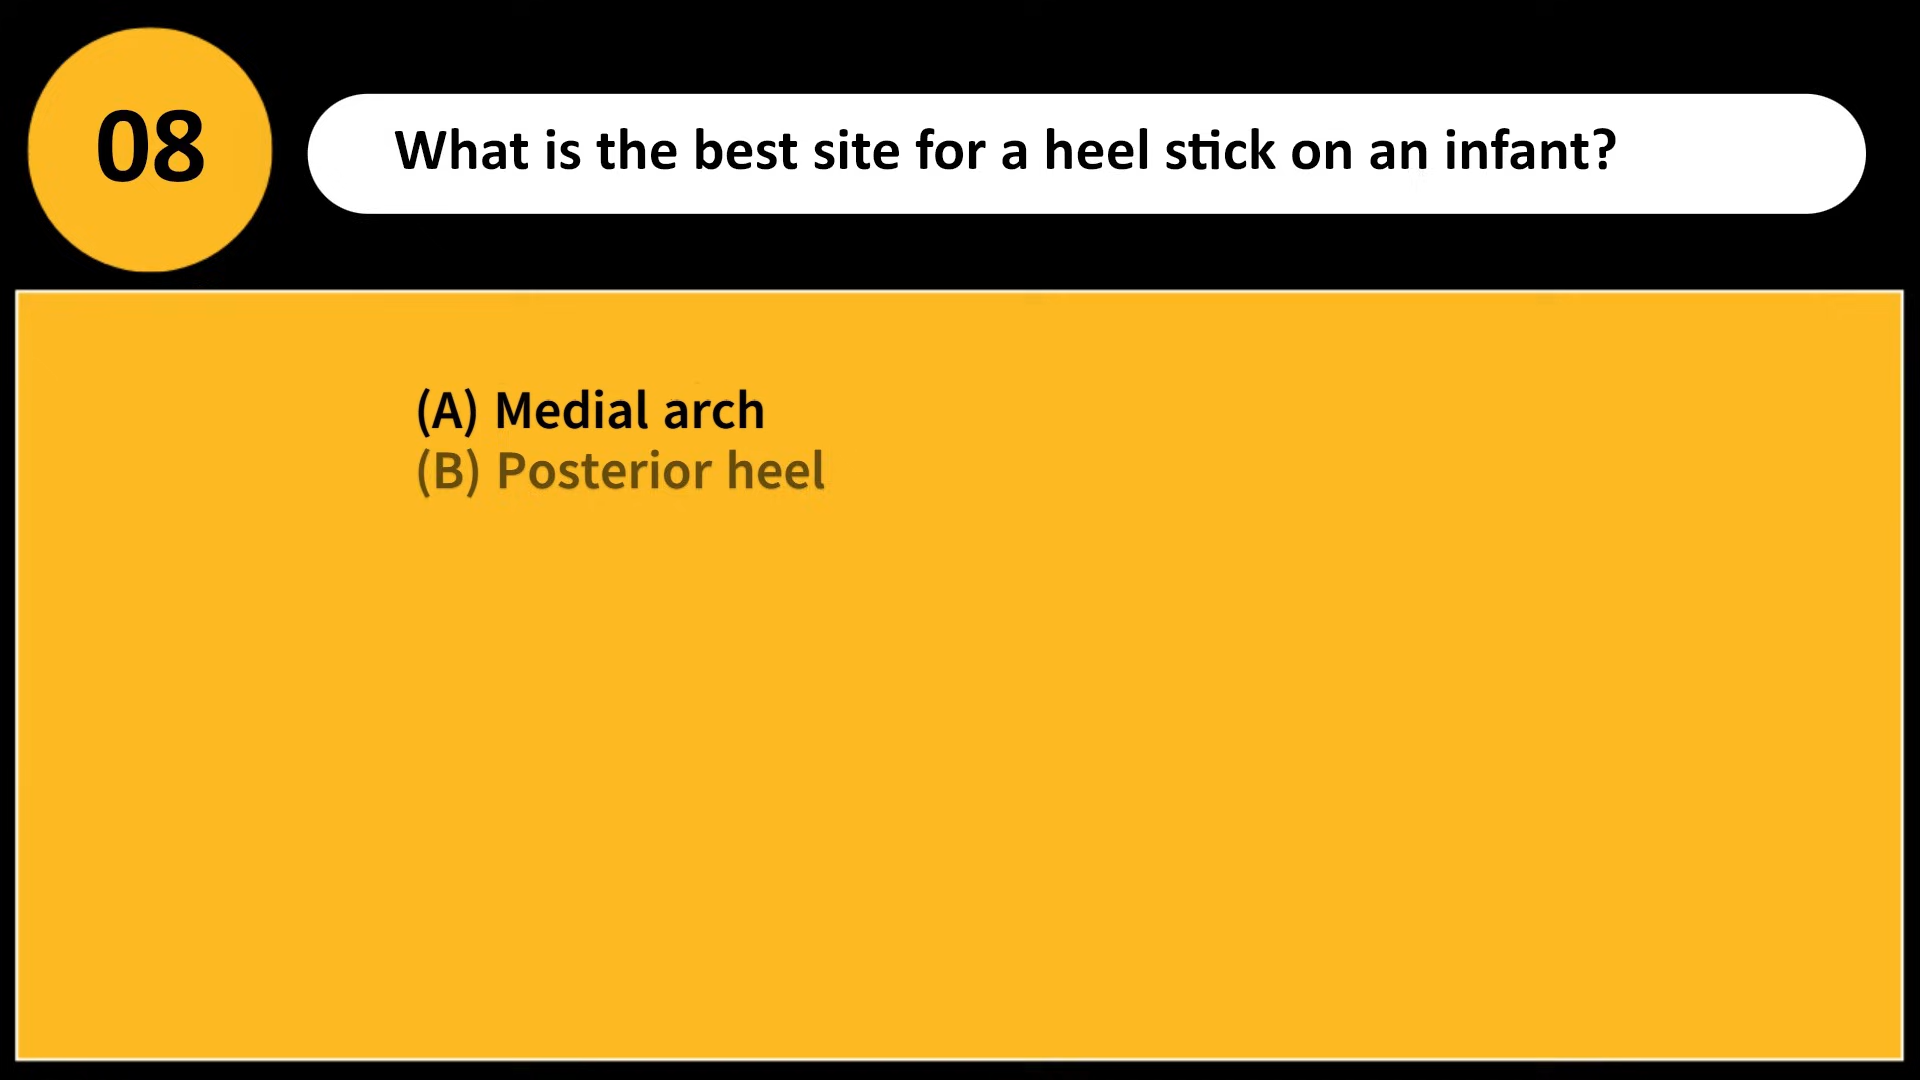 08
What is the best site for a heel stick on an infant?
(A) Medial arch
(B) Posterior heel